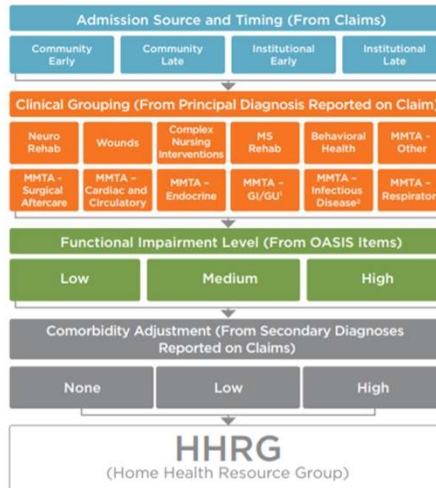 Admission Source and Timing (From Claims)
Community
Early
Community
Late
Institutional
Early
Institutional
Late
Clinical Grouping (From Principal Diagnosis Reported on Claim)
Neuro
Rehab
Wounds
Complex
Nursing
Interventions
MS
Rehab
Behavioral
Health
MMTA -
Other
MMTA -
Surgical
Aftercare
MMTA –
Cardiac and
Circulatory
MMTA –
Endocrine
MMTA –
GI/GU¹
MMTA –
Infectious
Disease²
MMTA –
Respirator
Functional Impairment Level (From OASIS Items)
Low
Medium
High
Comorbidity Adjustment (From Secondary Diagnoses
Reported on Claims)
None
Low
High
HHRG
(Home Health Resource Group)